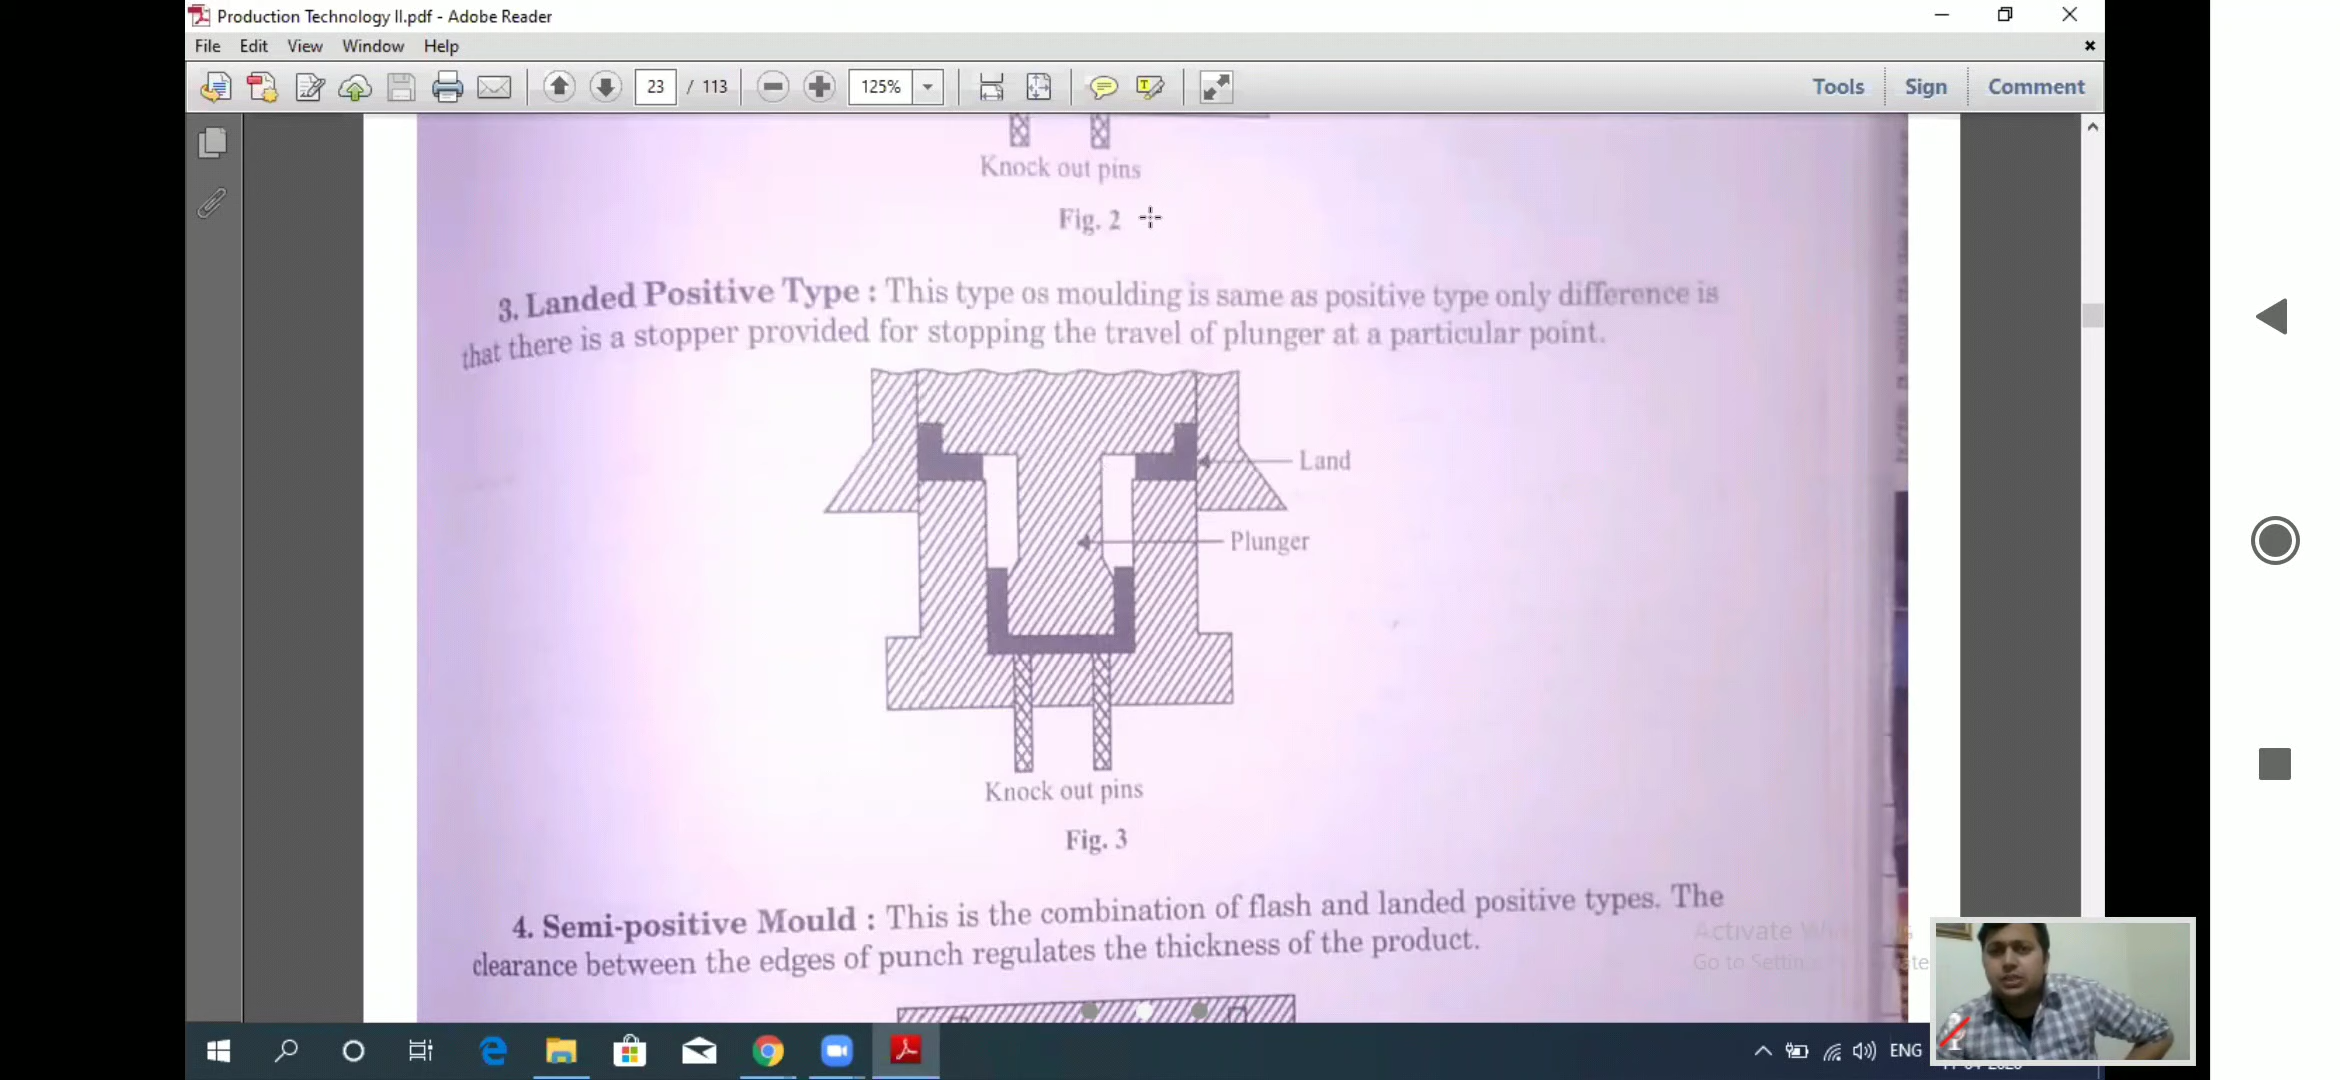 Production Technology II.pdf - Adobe Reader
File Edit View Window Help
23 / 113 125% Tools Sign Comment
Knock out pins
Fig. 2
3. Landed Positive Type : This type os moulding is same as positive type only difference is
that there is a stopper provided for stopping the travel of plunger at a particular point.
Land
Plunger
Knock out pins
Fig. 3
4. Semi-positive Mould : This is the combination of flash and landed positive types. The
clearance between the edges of punch regulates the thickness of the product.
Activate
Go to
ENG